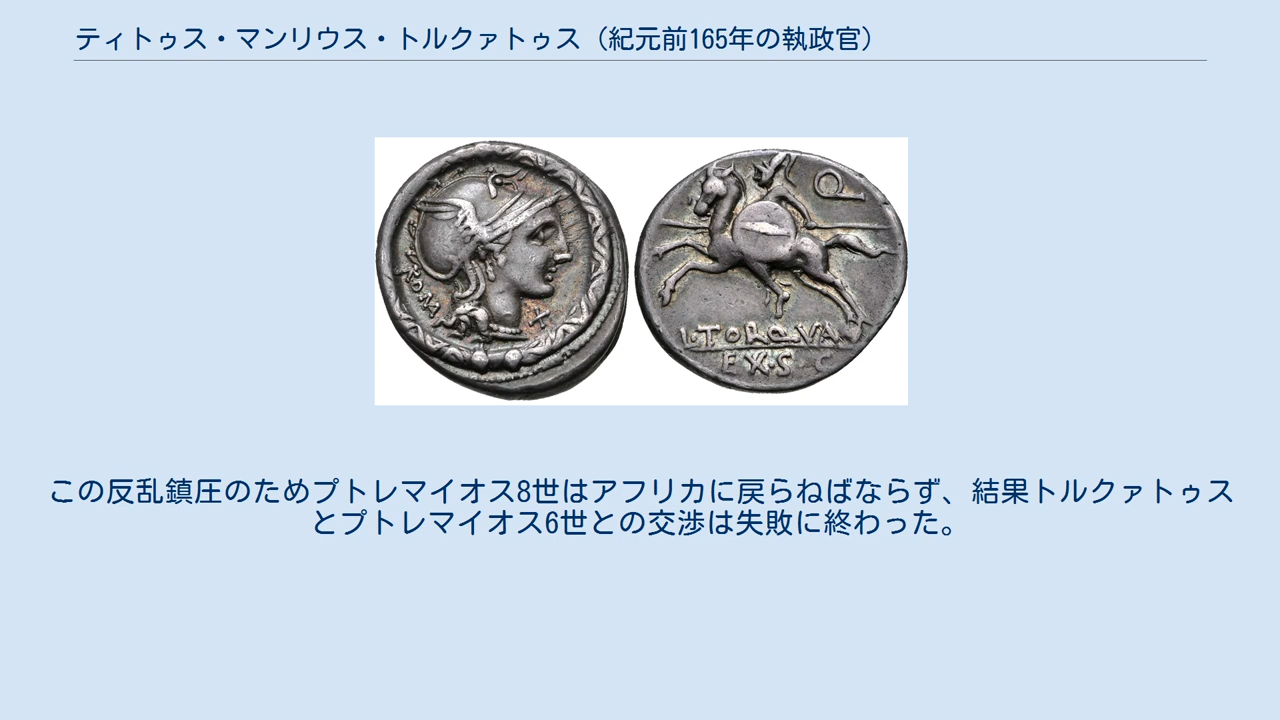 ティトゥス・マンリウス・トルクァトゥス（紀元前165年の執政官）
ROMA
X
Q
L·TORQVA
EX·S C
この反乱鎮圧のためプトレマイオス8世はアフリカに戻らねばならず、結果トルクァトゥス
とプトレマイオス6世との交渉は失敗に終わった。